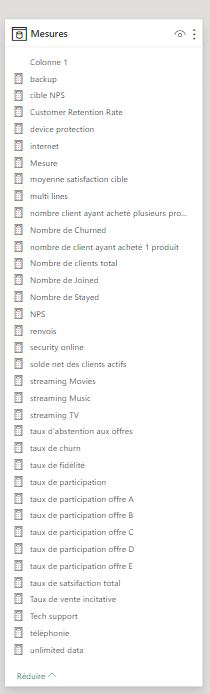 Mesures
Colonne 1
backup
cible NPS
Customer Retention Rate
device protection
internet
Mesure
moyenne satisfaction cible
multi lines
nombre client ayant acheté plusieurs pro...
Nombre de Churned
nombre de client ayant acheté 1 produit
Nombre de clients total
Nombre de Joined
Nombre de Stayed
NPS
renvois
security online
solde net des clients actifs
streaming Movies
streaming Music
streaming TV
taux d'abstention aux offres
taux de churn
taux de fidélité
taux de participation
taux de participation offre A
taux de participation offre B
taux de participation offre C
taux de participation offre D
taux de participation offre E
taux de satsifaction total
Taux de vente incitative
Tech support
téléphonie
unlimited data
Réduire